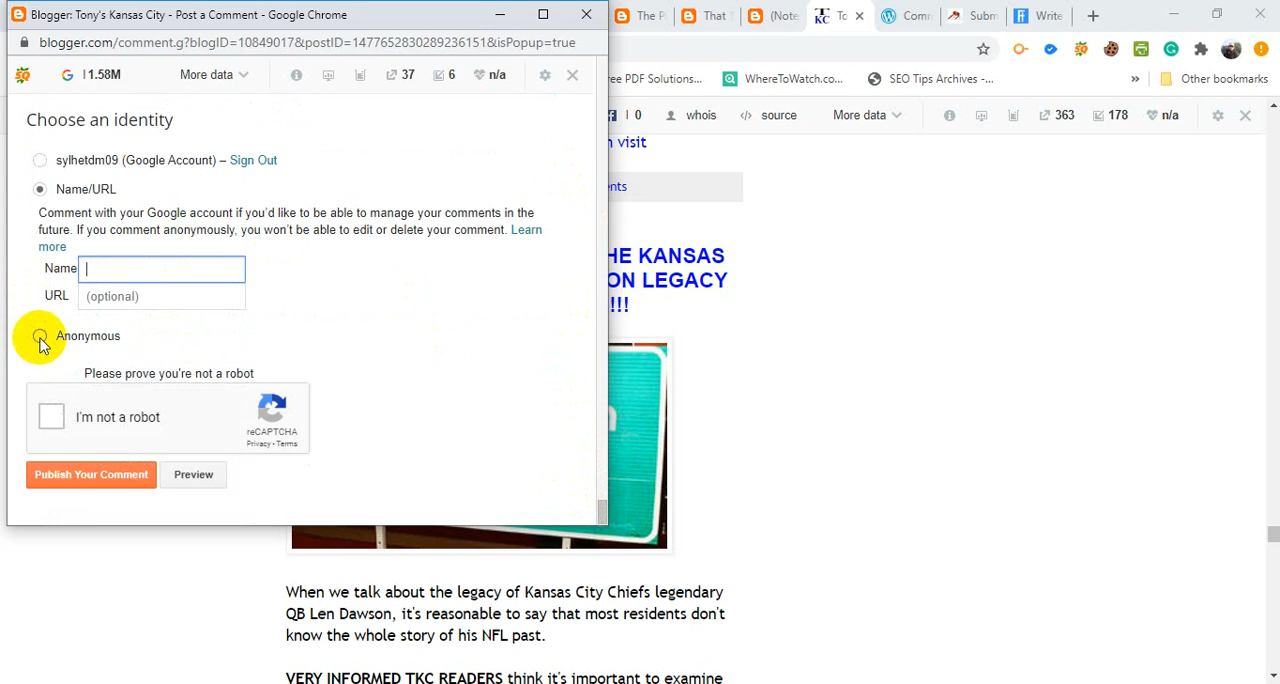 Blogger: Tony's Kansas City - Post a Comment - Google Chrome
blogger.com/comment.g?blogID=10849017&postID=1477652830289236151&isPopup=true
1.58M More data 37 6 n/a
Choose an identity
sylhetdm09 (Google Account) – Sign Out
Name/URL
Comment with your Google account if you'd like to be able to manage your comments in the
future. If you comment anonymously, you won't be able to edit or delete your comment. Learn
more
Name
URL (optional)
Anonymous
Please prove you're not a robot
I'm not a robot
reCAPTCHA
Privacy - Terms
Publish Your Comment Preview
The P That (Note TKC Tc Comm Subm Write
ree PDF Solutions... WhereToWatch.co... SEO Tips Archives -... » Other bookmarks
0 whois source More data 363 178 n/a
visit
ents
HE KANSAS
ON LEGACY
!!!
When we talk about the legacy of Kansas City Chiefs legendary
QB Len Dawson, it's reasonable to say that most residents don't
know the whole story of his NFL past.
VERY INFORMED TKC READERS think it's important to examine